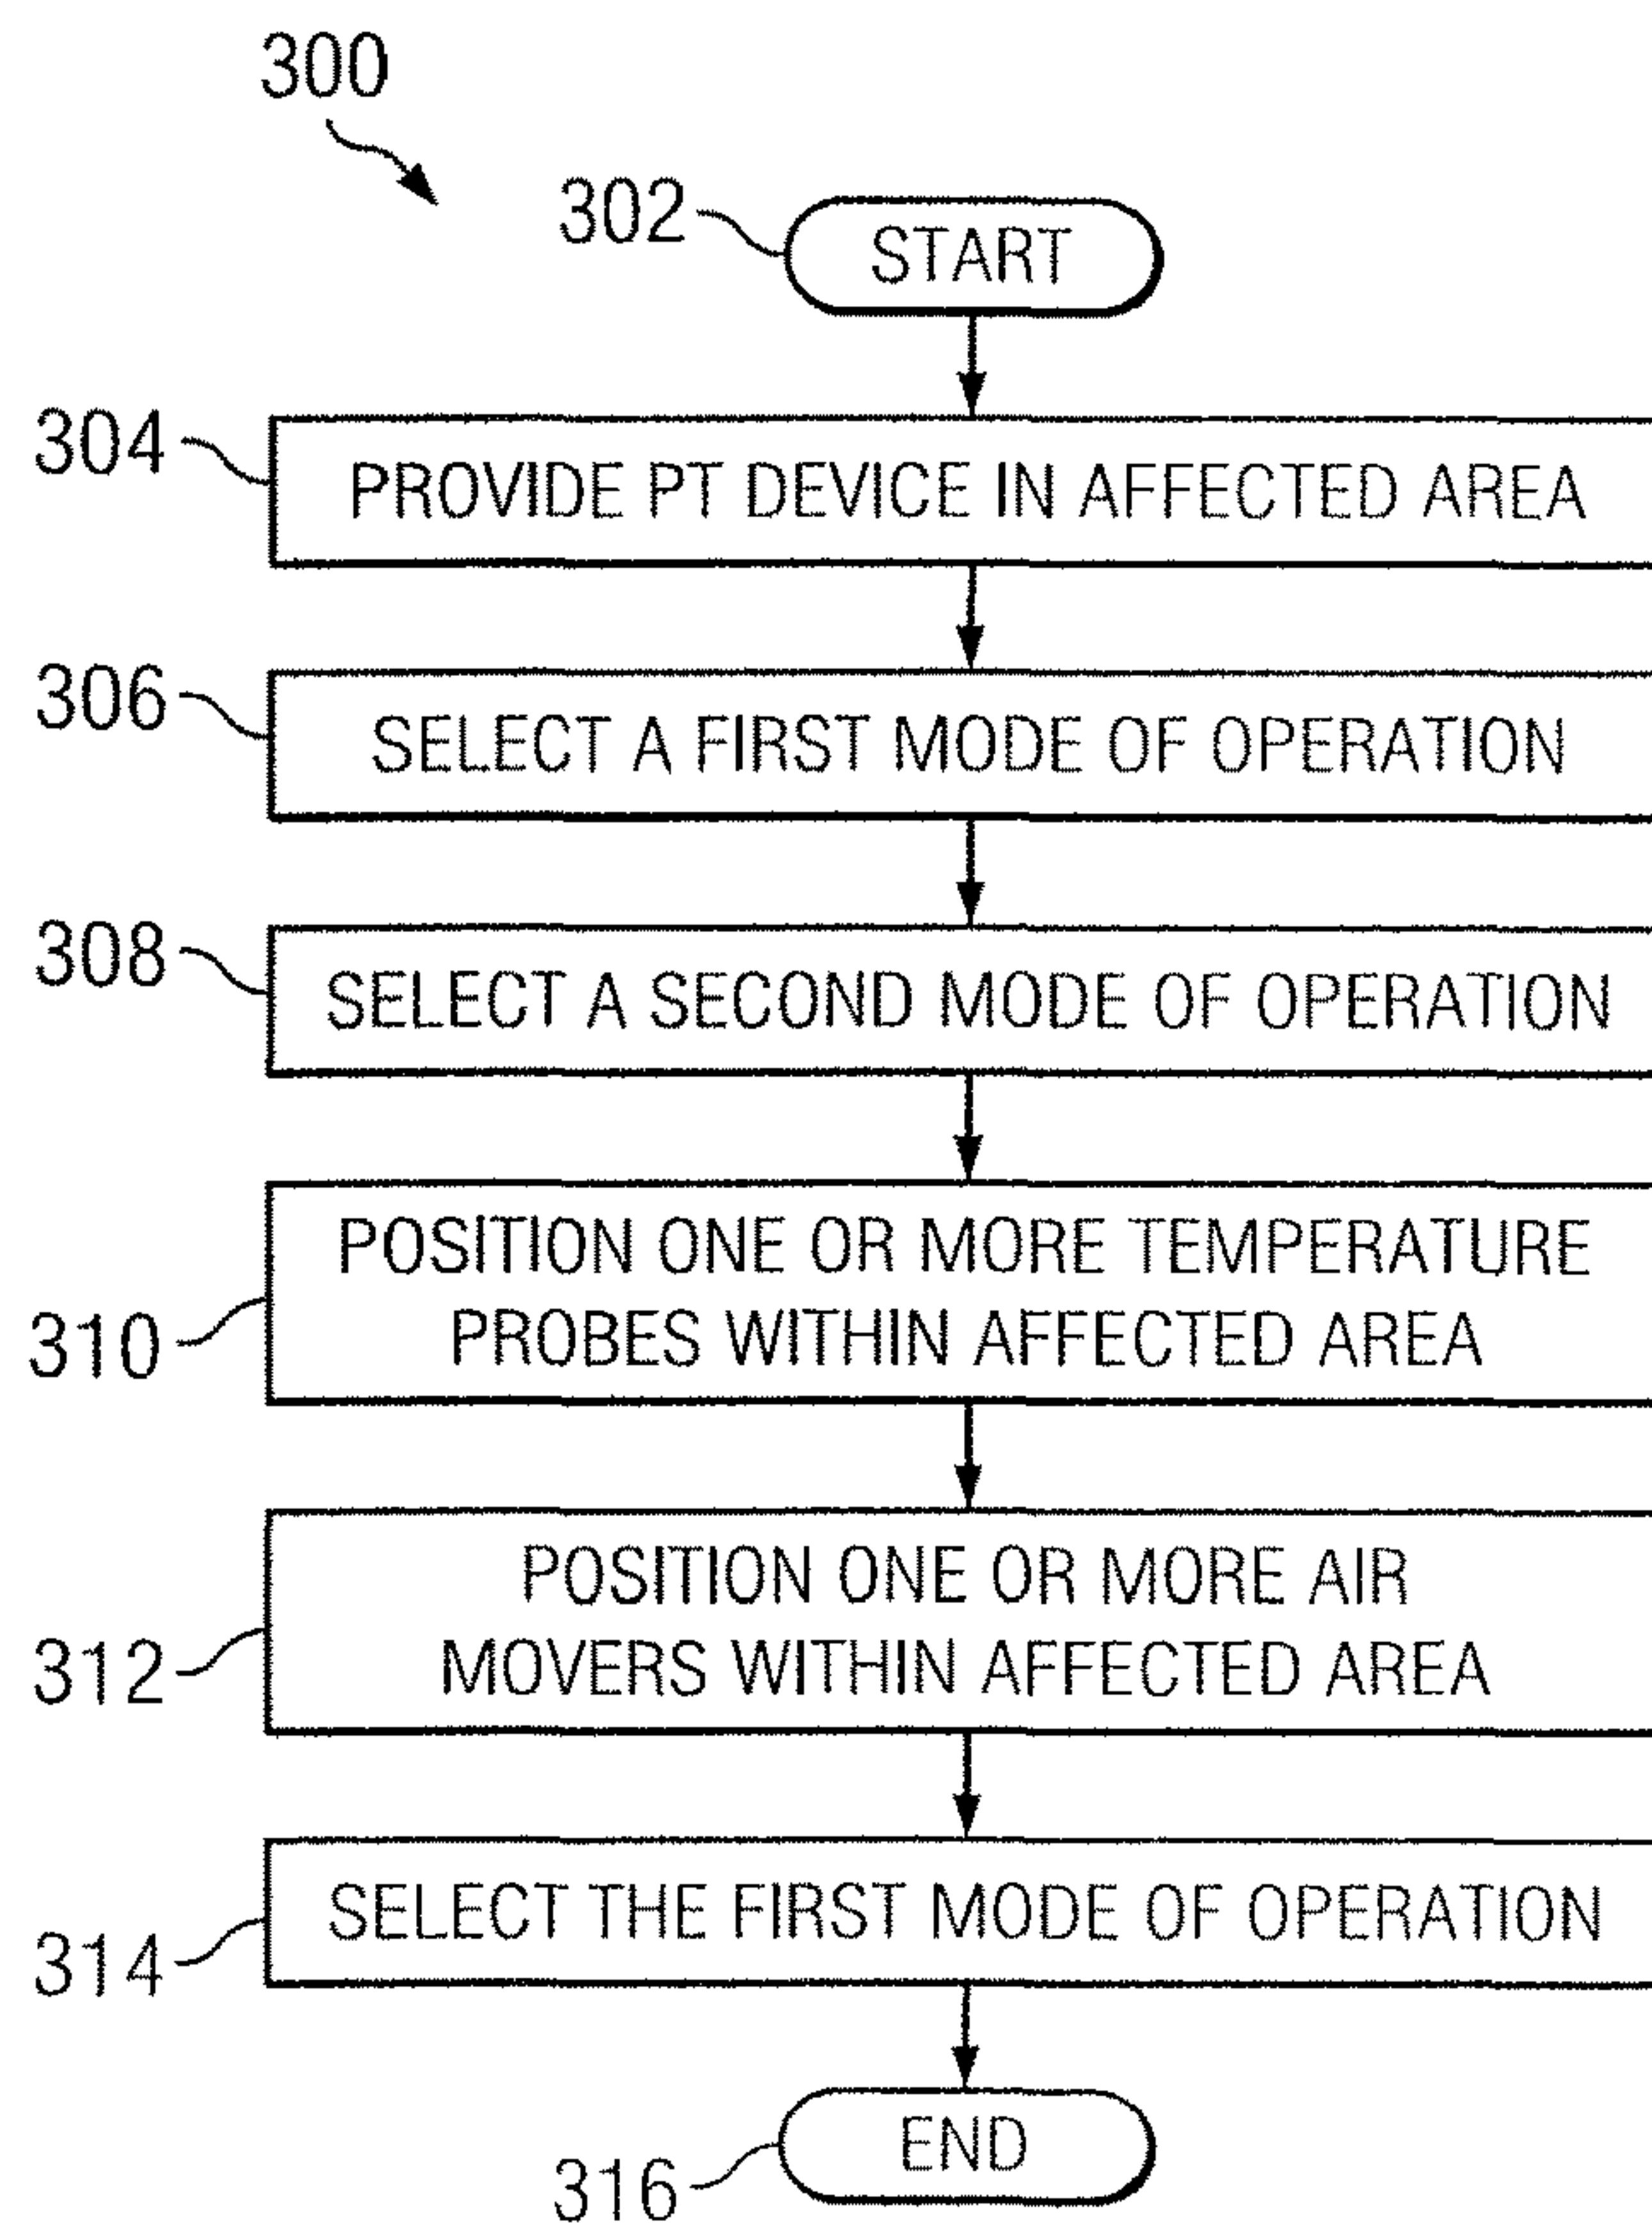 300
302
START
304
PROVIDE PT DEVICE IN AFFECTED AREA
306
SELECT A FIRST MODE OF OPERATION
308
SELECT A SECOND MODE OF OPERATION
310
POSITION ONE OR MORE TEMPERATURE
PROBES WITHIN AFFECTED AREA
312
POSITION ONE OR MORE AIR
MOVERS WITHIN AFFECTED AREA
314
SELECT THE FIRST MODE OF OPERATION
316
END